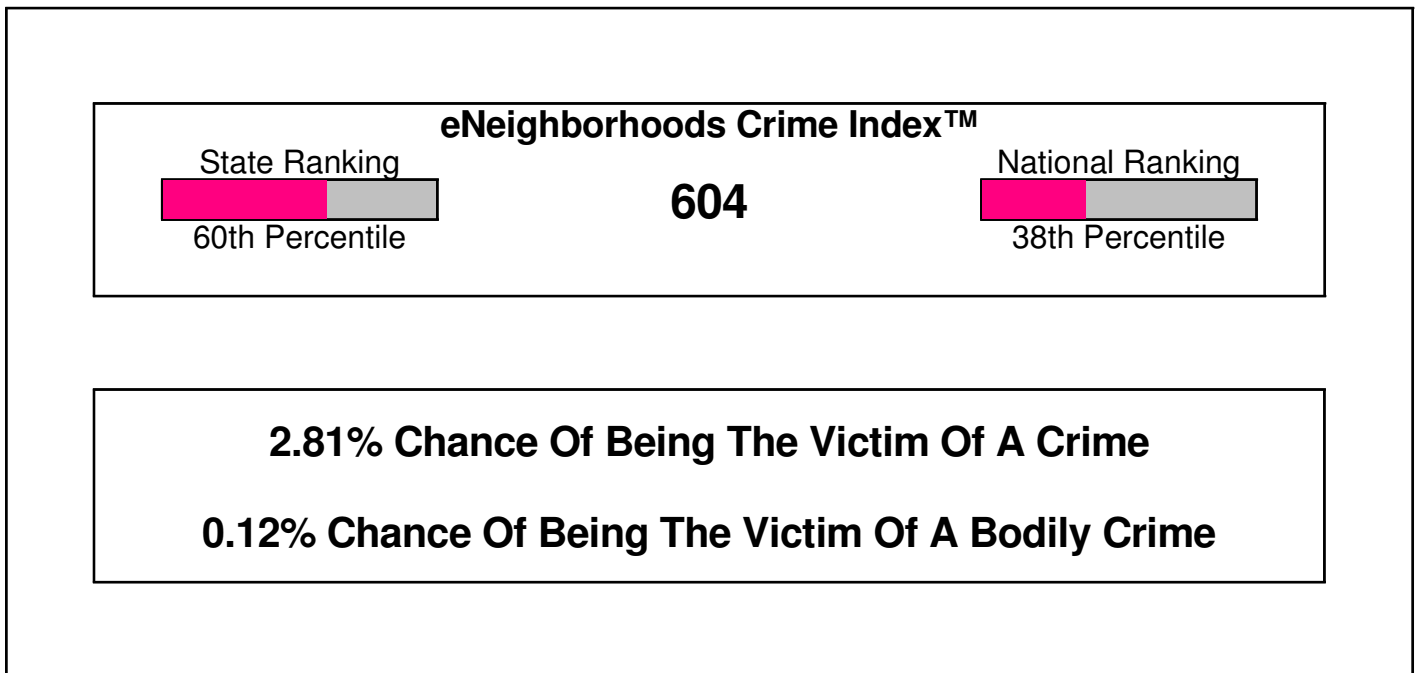 eNeighborhoods Crime Index™
State Ranking
60th Percentile
604
National Ranking
38th Percentile
2.81% Chance Of Being The Victim Of A Crime
0.12% Chance Of Being The Victim Of A Bodily Crime